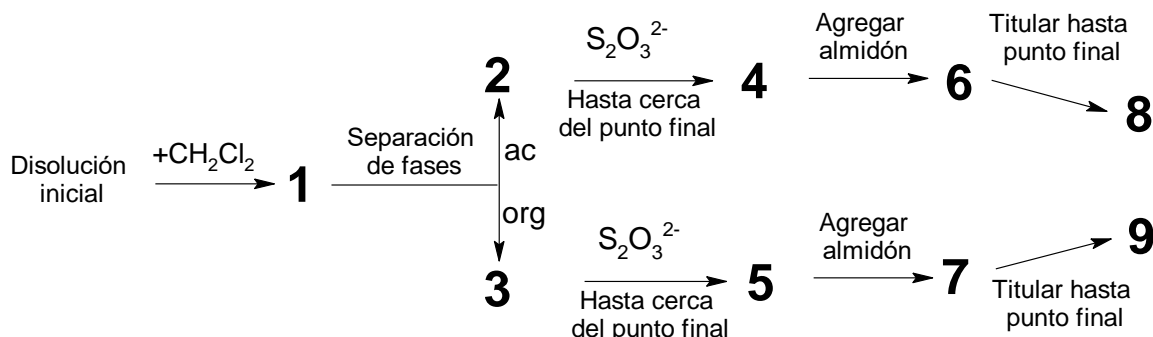 Disolución
inicial
+CH2Cl2
1
Separación
de fases
ac
org
2
S2O3 2-
Hasta cerca
del punto final
4
Agregar
almidón
6
Titular hasta
punto final
8
3
S2O3 2-
Hasta cerca
del punto final
5
Agregar
almidón
7
Titular hasta
punto final
9